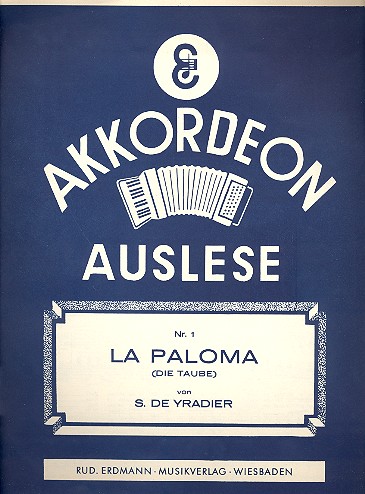 AKKORDEON
AUSLESE
Nr. 1
LA PALOMA
(DIE TAUBE)
von
S. DE YRADIER
RUD. ERDMANN · MUSIKVERLAG · WIESBADEN